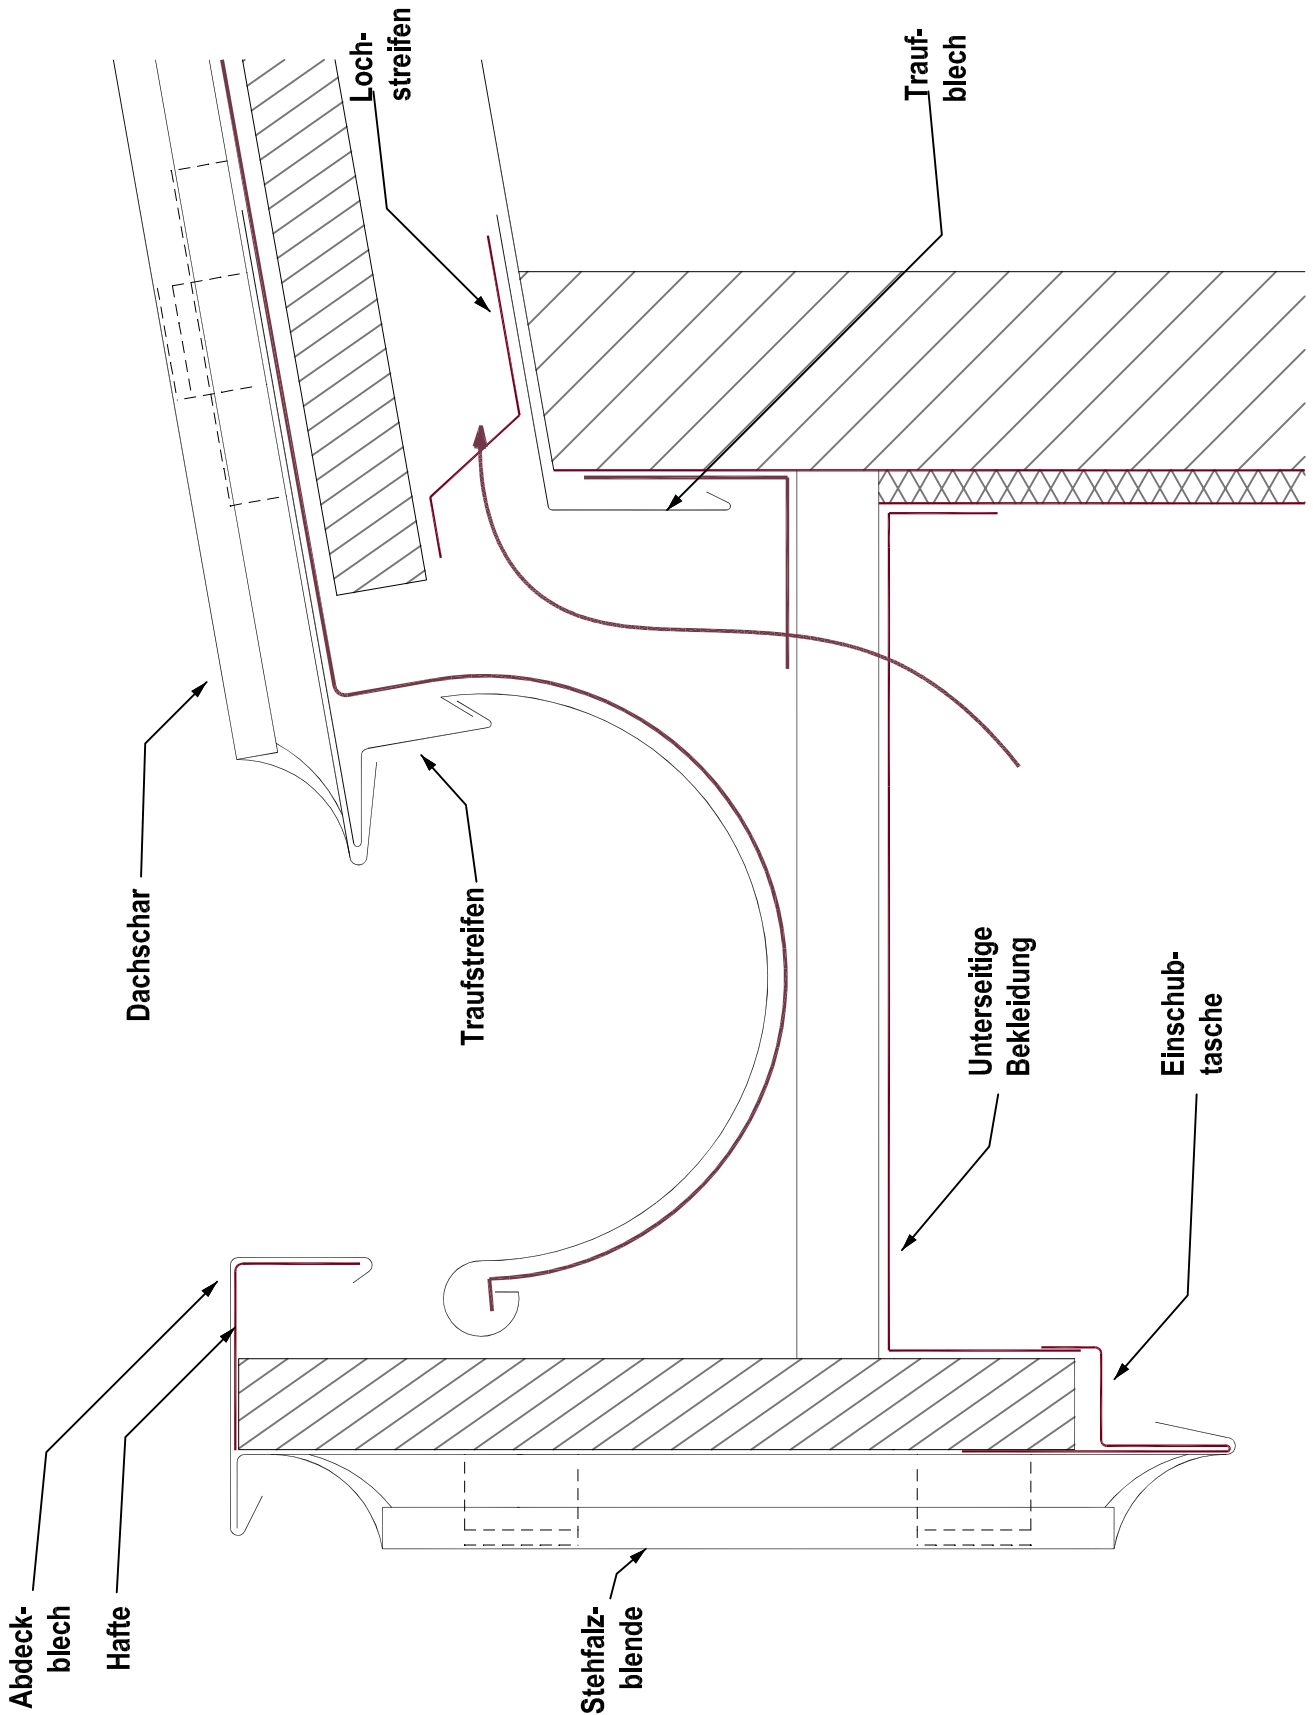 Abdeck-
blech
Hafte
Dachschar
Loch-
streifen
Traufstreifen
Stehfalz-
blende
Trauf-
blech
Unterseitige
Bekleidung
Einschub-
tasche